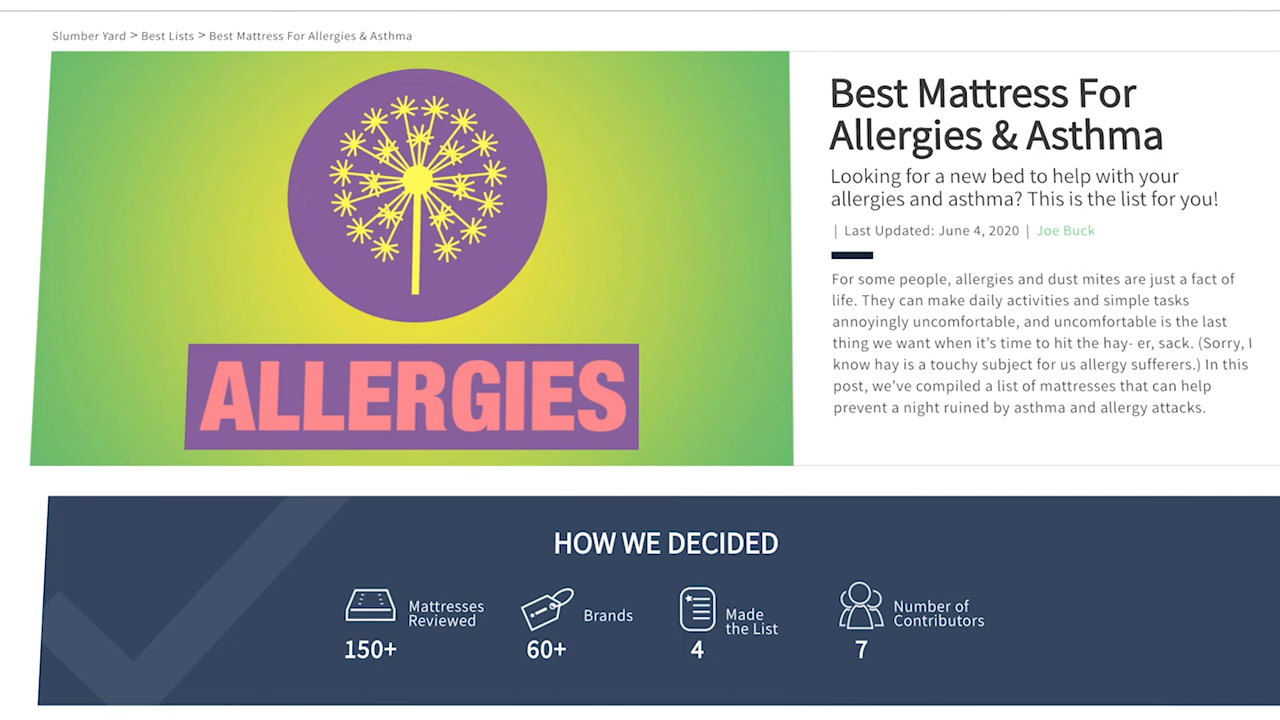 Slumber Yard > Best Lists > Best Mattress For Allergies & Asthma
ALLERGIES
Best Mattress For
Allergies & Asthma
Looking for a new bed to help with your
allergies and asthma? This is the list for you!
| Last Updated: June 4, 2020 | Joe Buck
For some people, allergies and dust mites are just a fact of
life. They can make daily activities and simple tasks
annoyingly uncomfortable, and uncomfortable is the last
thing we want when it's time to hit the hay- er, sack. (Sorry, I
know hay is a touchy subject for us allergy sufferers.) In this
post, we've compiled a list of mattresses that can help
prevent a night ruined by asthma and allergy attacks.
HOW WE DECIDED
Mattresses
Reviewed
150+
Brands
60+
Made
the List
4
Number of
Contributors
7